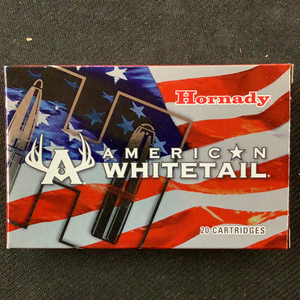 Hornady
AMERICAN
WHITETAIL
20 CARTRIDGES